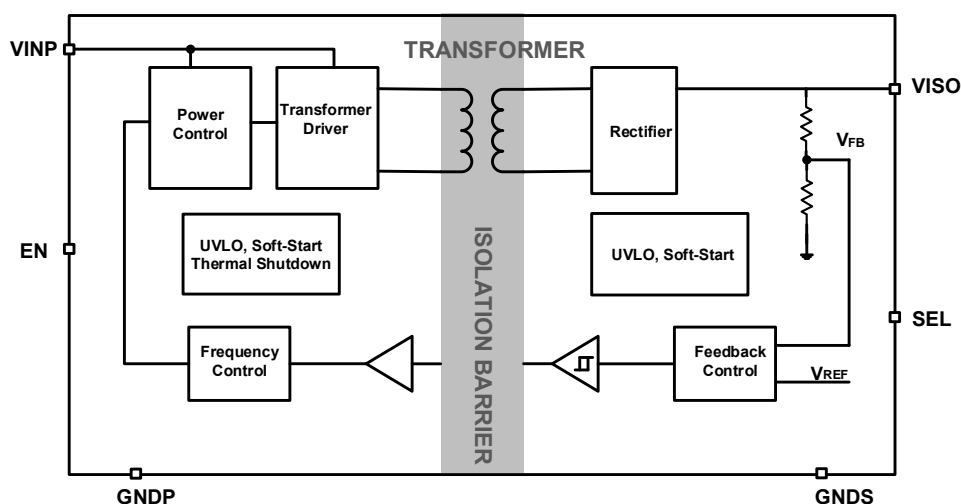 TRANSFORMER
VINP
VISO
Power
Control
Transformer
Driver
Rectifier
VFB
EN
UVLO, Soft-Start
Thermal Shutdown
ISOLATION BARRIER
UVLO, Soft-Start
SEL
Frequency
Control
Feedback
Control
VREF
GNDP
GNDS